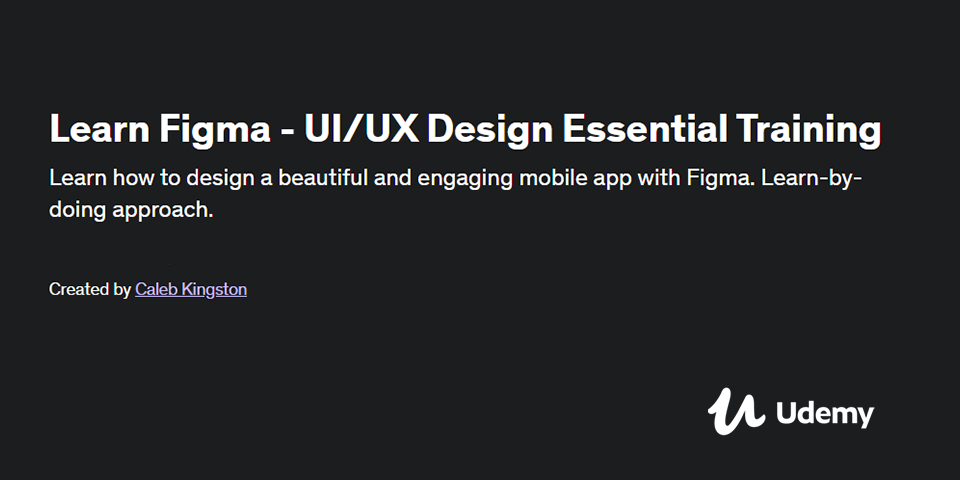 Learn Figma - UI/UX Design Essential Training
Learn how to design a beautiful and engaging mobile app with Figma. Learn-by-
doing approach.
Created by Caleb Kingston
Udemy